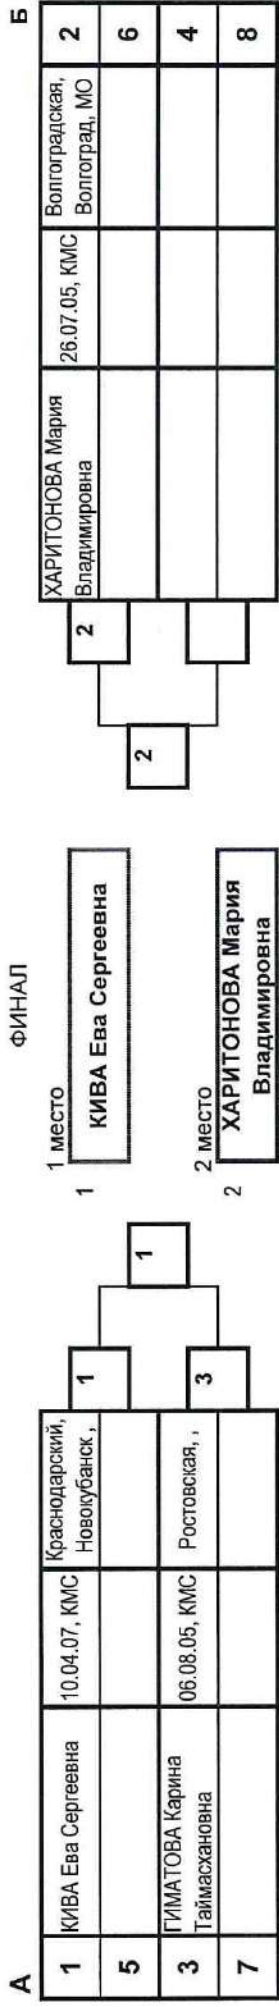 А
1 КИВА Ева Сергеевна 10.04.07, КМС Краснодарский,
Новокубанск ,
5
3 ГИМАТОВА Карина 06.08.05, КМС Ростовская, ,
Таймасхановна
7
1
3
1
ФИНАЛ
1 место
1 КИВА Ева Сергеевна
2 место
2 ХАРИТОНОВА Мария
Владимировна
Б
2
2
ХАРИТОНОВА Мария 26.07.05, КМС Волгоградская, 2
Владимировна Волгоград, МО
6
4
8